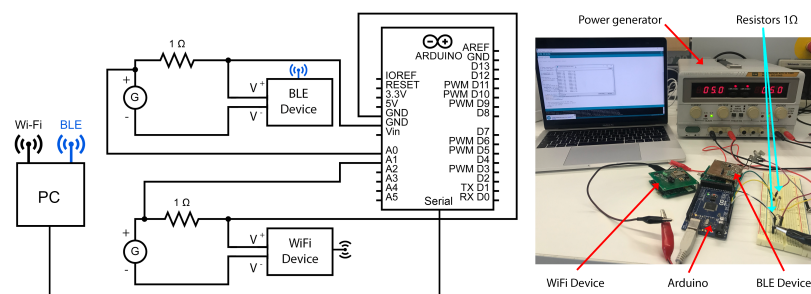 Power generator
Resistors 1Ω
1 Ω
+
G
-
V +
V -
BLE
Device
Wi-Fi
BLE
PC
ARDUINO
IOREF
RESET
3.3V
5V
GND
GND
Vin
A0
A1
A2
A3
A4
A5
AREF
GND
D13
D12
PWM D11
PWM D10
PWM D9
D8
D7
PWM D6
PWM D5
D4
PWM D3
D2
TX D1
RX D0
Serial
1 Ω
+
G
-
V +
V -
WiFi
Device
050
050
WiFi Device
Arduino
BLE Device